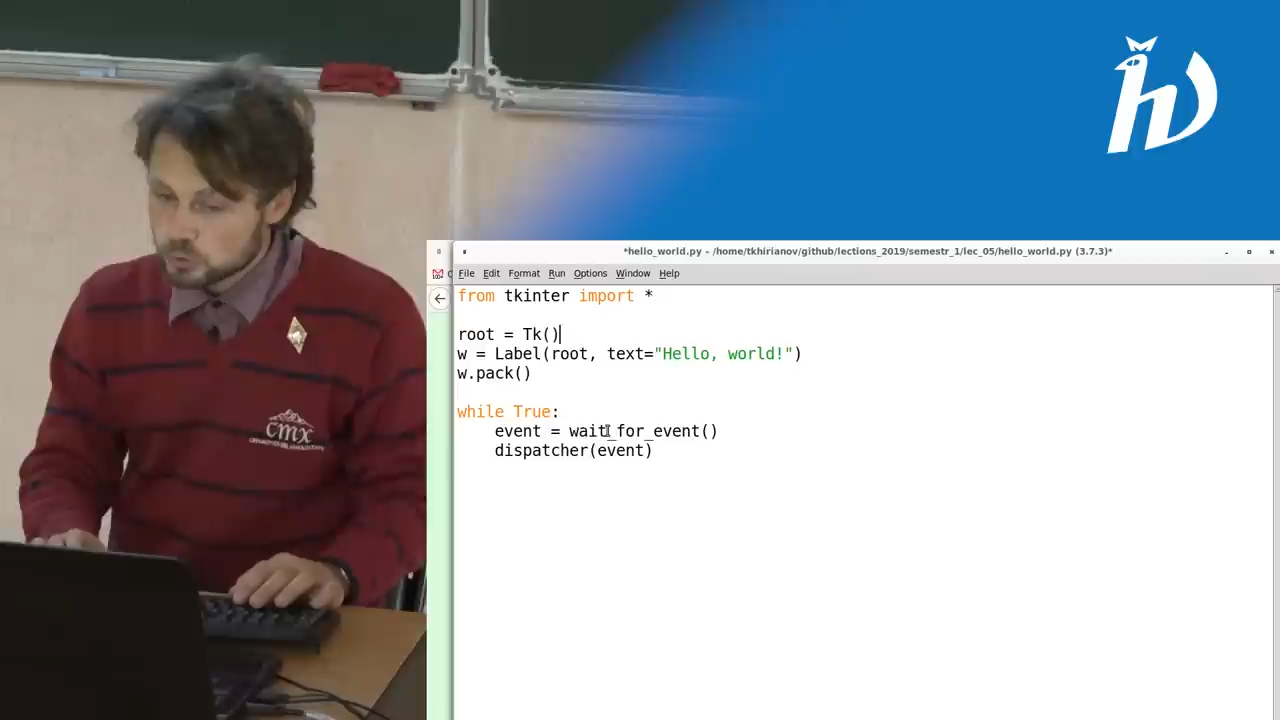 cmx
*hello_world.py - /home/tkhirianov/github/lections_2019/semestr_1/lec_05/hello_world.py (3.7.3)*
File Edit Format Run Options Window Help
from tkinter import *
root = Tk()
w = Label(root, text="Hello, world!")
w.pack()
while True:
    event = wait_for_event()
    dispatcher(event)